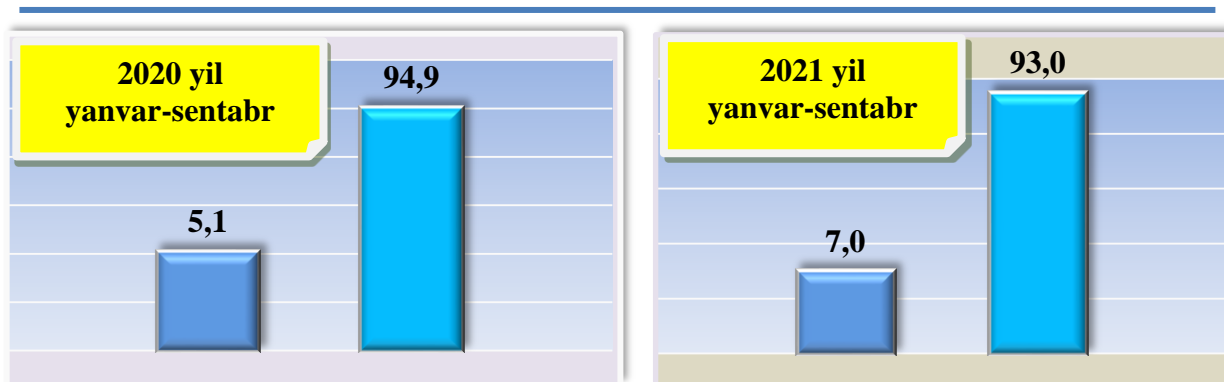 2020 yil
yanvar-sentabr
94,9
5,1
2021 yil
yanvar-sentabr
93,0
7,0